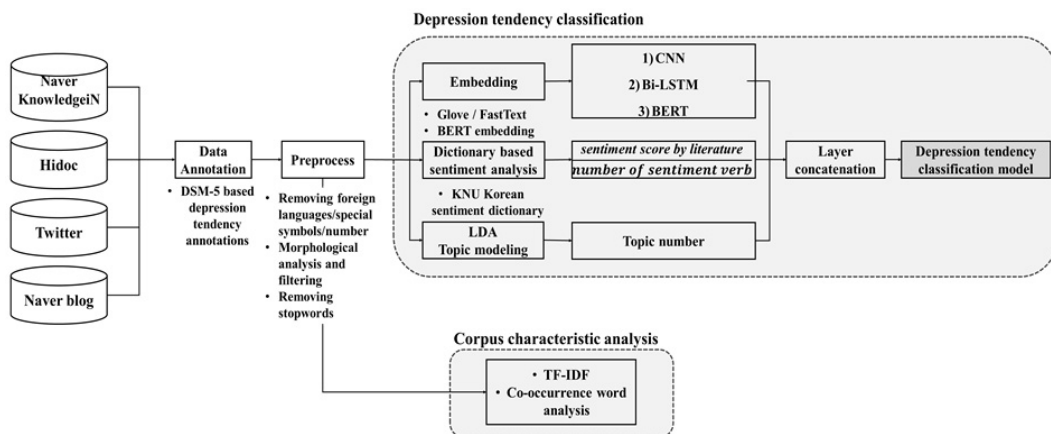 Depression tendency classification
Naver
KnowledgeiN
Hidoc
Twitter
Naver blog
Data
Annotation
• DSM-5 based
depression
tendency
annotations
Preprocess
• Removing foreign
languages/special
symbols/number
• Morphological
analysis and
filtering
• Removing
stopwords
Embedding
• Glove / FastText
• BERT embedding
Dictionary based
sentiment analysis
• KNU Korean
sentiment dictionary
LDA
Topic modeling
1) CNN
2) Bi-LSTM
3) BERT
sentiment score by literature
number of sentiment verb
Topic number
Layer
concatenation
Depression tendency
classification model
Corpus characteristic analysis
• TF-IDF
• Co-occurrence word
analysis